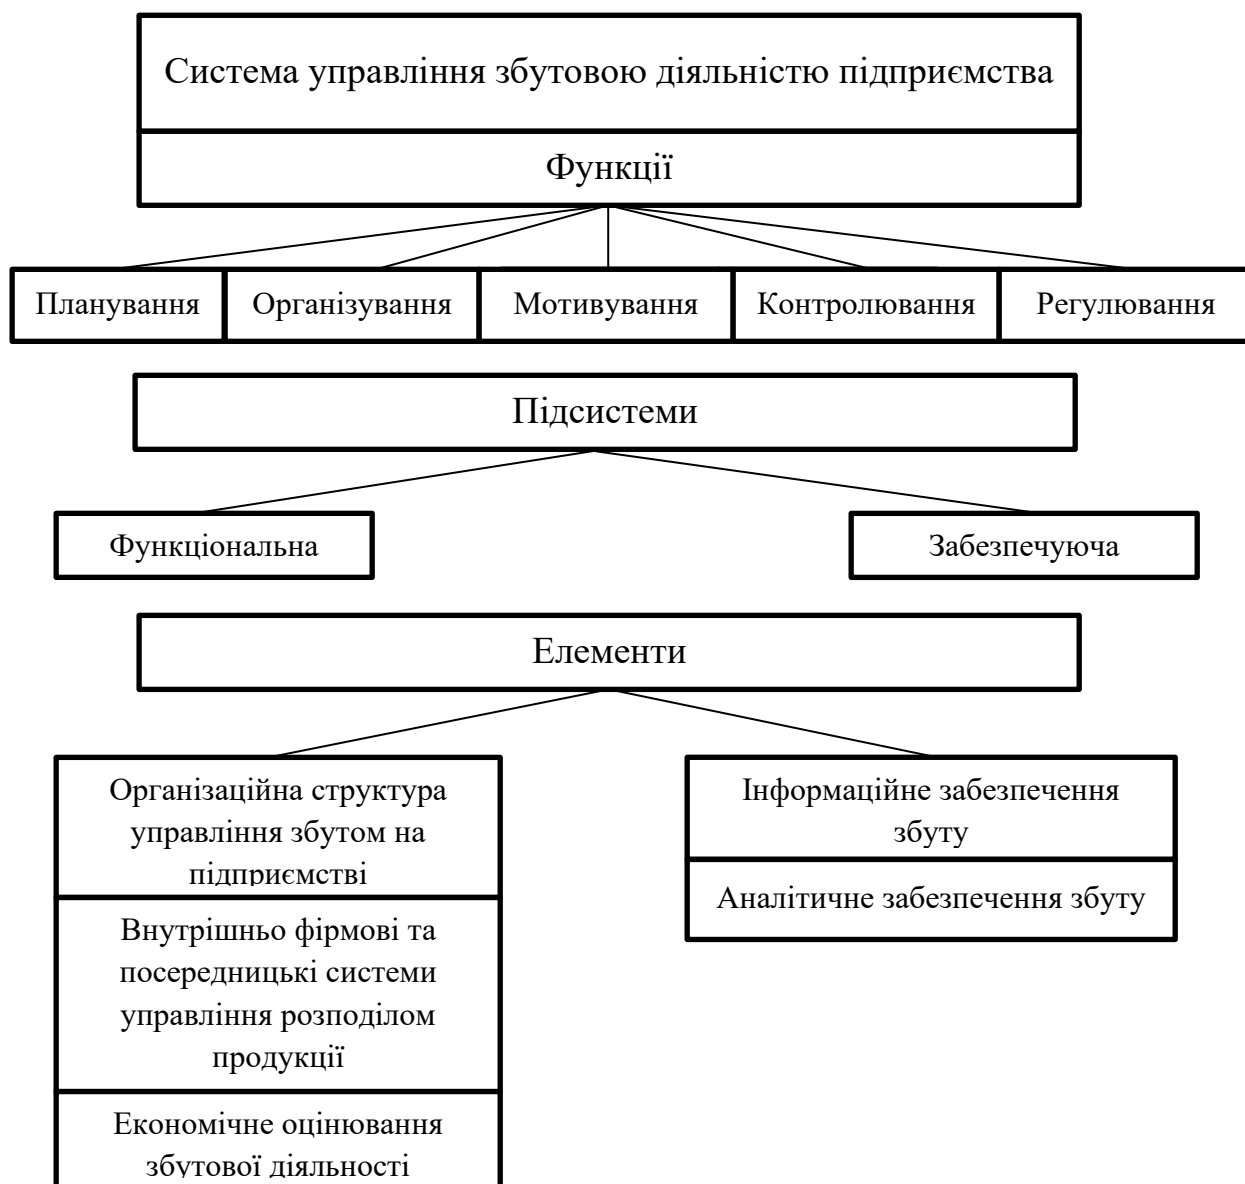 Система управління збутовою діяльністю підприємства
Функції
Планування Організування Мотивування Контролювання Регулювання
Підсистеми
Функціональна Забезпечуюча
Елементи
Організаційна структура
управління збутом на
підприємстві
Внутрішньо фірмові та
посередницькі системи
управління розподілом
продукції
Економічне оцінювання
збутової діяльності
Інформаційне забезпечення
збуту
Аналітичне забезпечення збуту